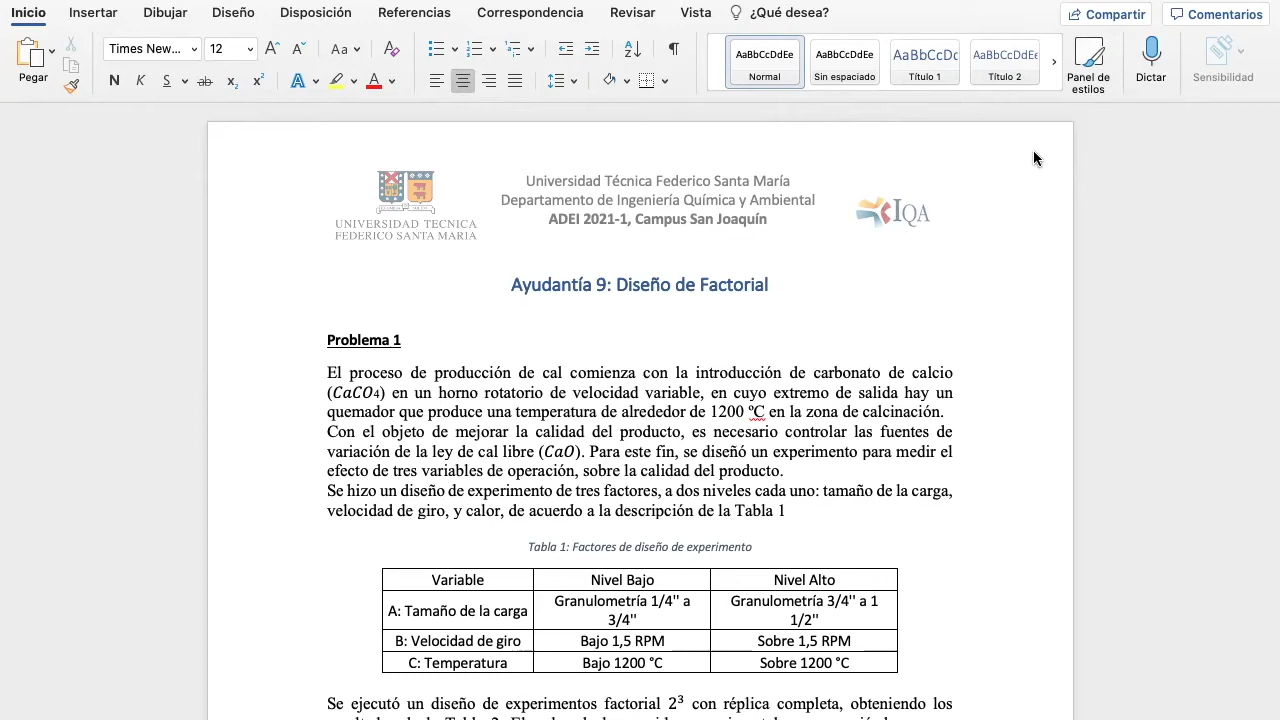 Inicio Insertar Dibujar Diseño Disposición Referencias Correspondencia Revisar Vista ¿Qué desea? Compartir Comentarios
Times New... 12 Aa
Pegar
N K S ab x₂ x² A A
AaBbCcDdEe AaBbCcDdEe AaBbCcDc AaBbCcDdEe
Normal Sin espaciado Título 1 Título 2
Panel de estilos Dictar Sensibilidad
UNIVERSIDAD TECNICA
FEDERICO SANTA MARIA
Universidad Técnica Federico Santa María
Departamento de Ingeniería Química y Ambiental
ADEI 2021-1, Campus San Joaquín
IQA
Ayudantía 9: Diseño de Factorial
Problema 1
El proceso de producción de cal comienza con la introducción de carbonato de calcio
(CaCO₄) en un horno rotatorio de velocidad variable, en cuyo extremo de salida hay un
quemador que produce una temperatura de alrededor de 1200 ºC en la zona de calcinación.
Con el objeto de mejorar la calidad del producto, es necesario controlar las fuentes de
variación de la ley de cal libre (CaO). Para este fin, se diseñó un experimento para medir el
efecto de tres variables de operación, sobre la calidad del producto.
Se hizo un diseño de experimento de tres factores, a dos niveles cada uno: tamaño de la carga,
velocidad de giro, y calor, de acuerdo a la descripción de la Tabla 1
Tabla 1: Factores de diseño de experimento
Variable Nivel Bajo Nivel Alto
A: Tamaño de la carga Granulometría 1/4'' a 3/4'' Granulometría 3/4'' a 1 1/2''
B: Velocidad de giro Bajo 1,5 RPM Sobre 1,5 RPM
C: Temperatura Bajo 1200 °C Sobre 1200 °C
Se ejecutó un diseño de experimentos factorial 2³ con réplica completa, obteniendo los